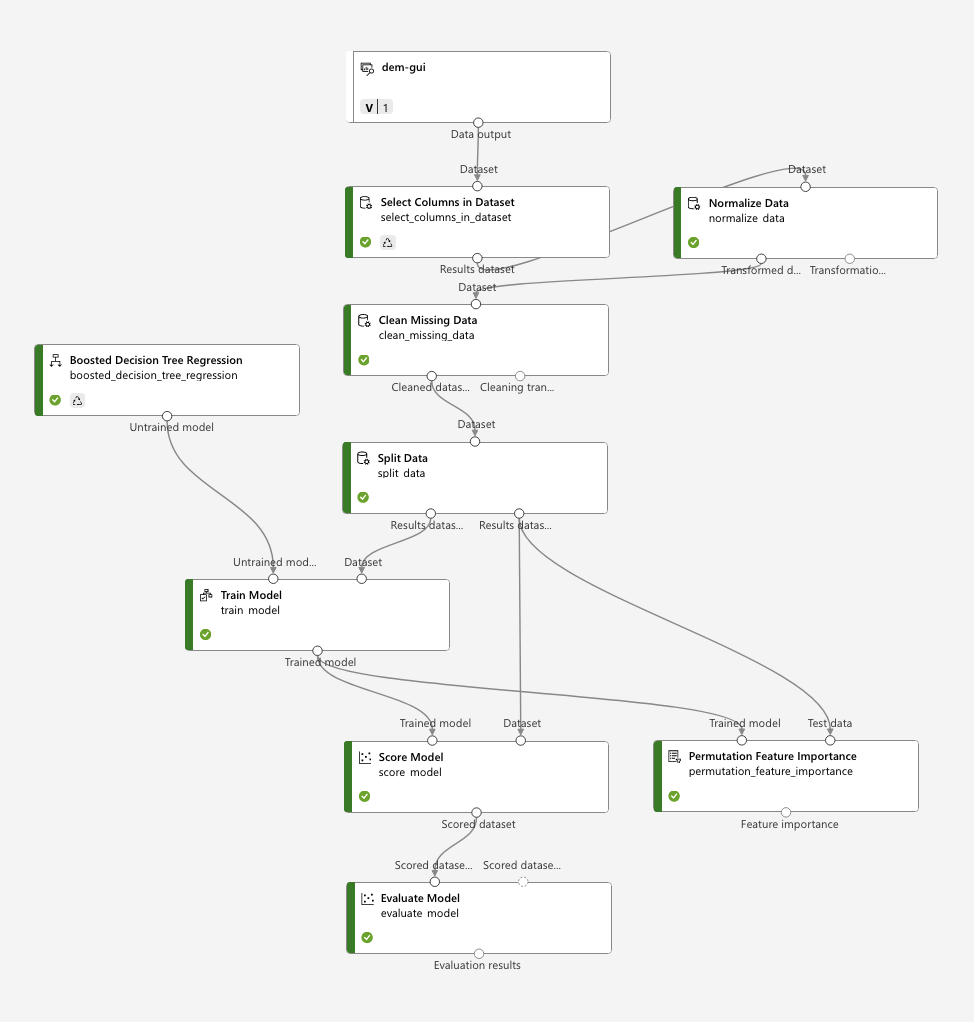 dem-gui
V 1
Data output
Dataset
Select Columns in Dataset
select_columns_in_dataset
Results dataset
Dataset
Normalize Data
normalize_data
Transformed d...
Transformatio...
Dataset
Clean Missing Data
clean_missing_data
Cleaned datas...
Cleaning tran...
Boosted Decision Tree Regression
boosted_decision_tree_regression
Untrained model
Dataset
Split Data
split_data
Results datas...
Results datas...
Untrained mod...
Dataset
Train Model
train_model
Trained model
Trained model
Dataset
Score Model
score_model
Scored dataset
Trained model
Test data
Permutation Feature Importance
permutation_feature_importance
Feature importance
Scored datase...
Scored datase...
Evaluate Model
evaluate_model
Evaluation results